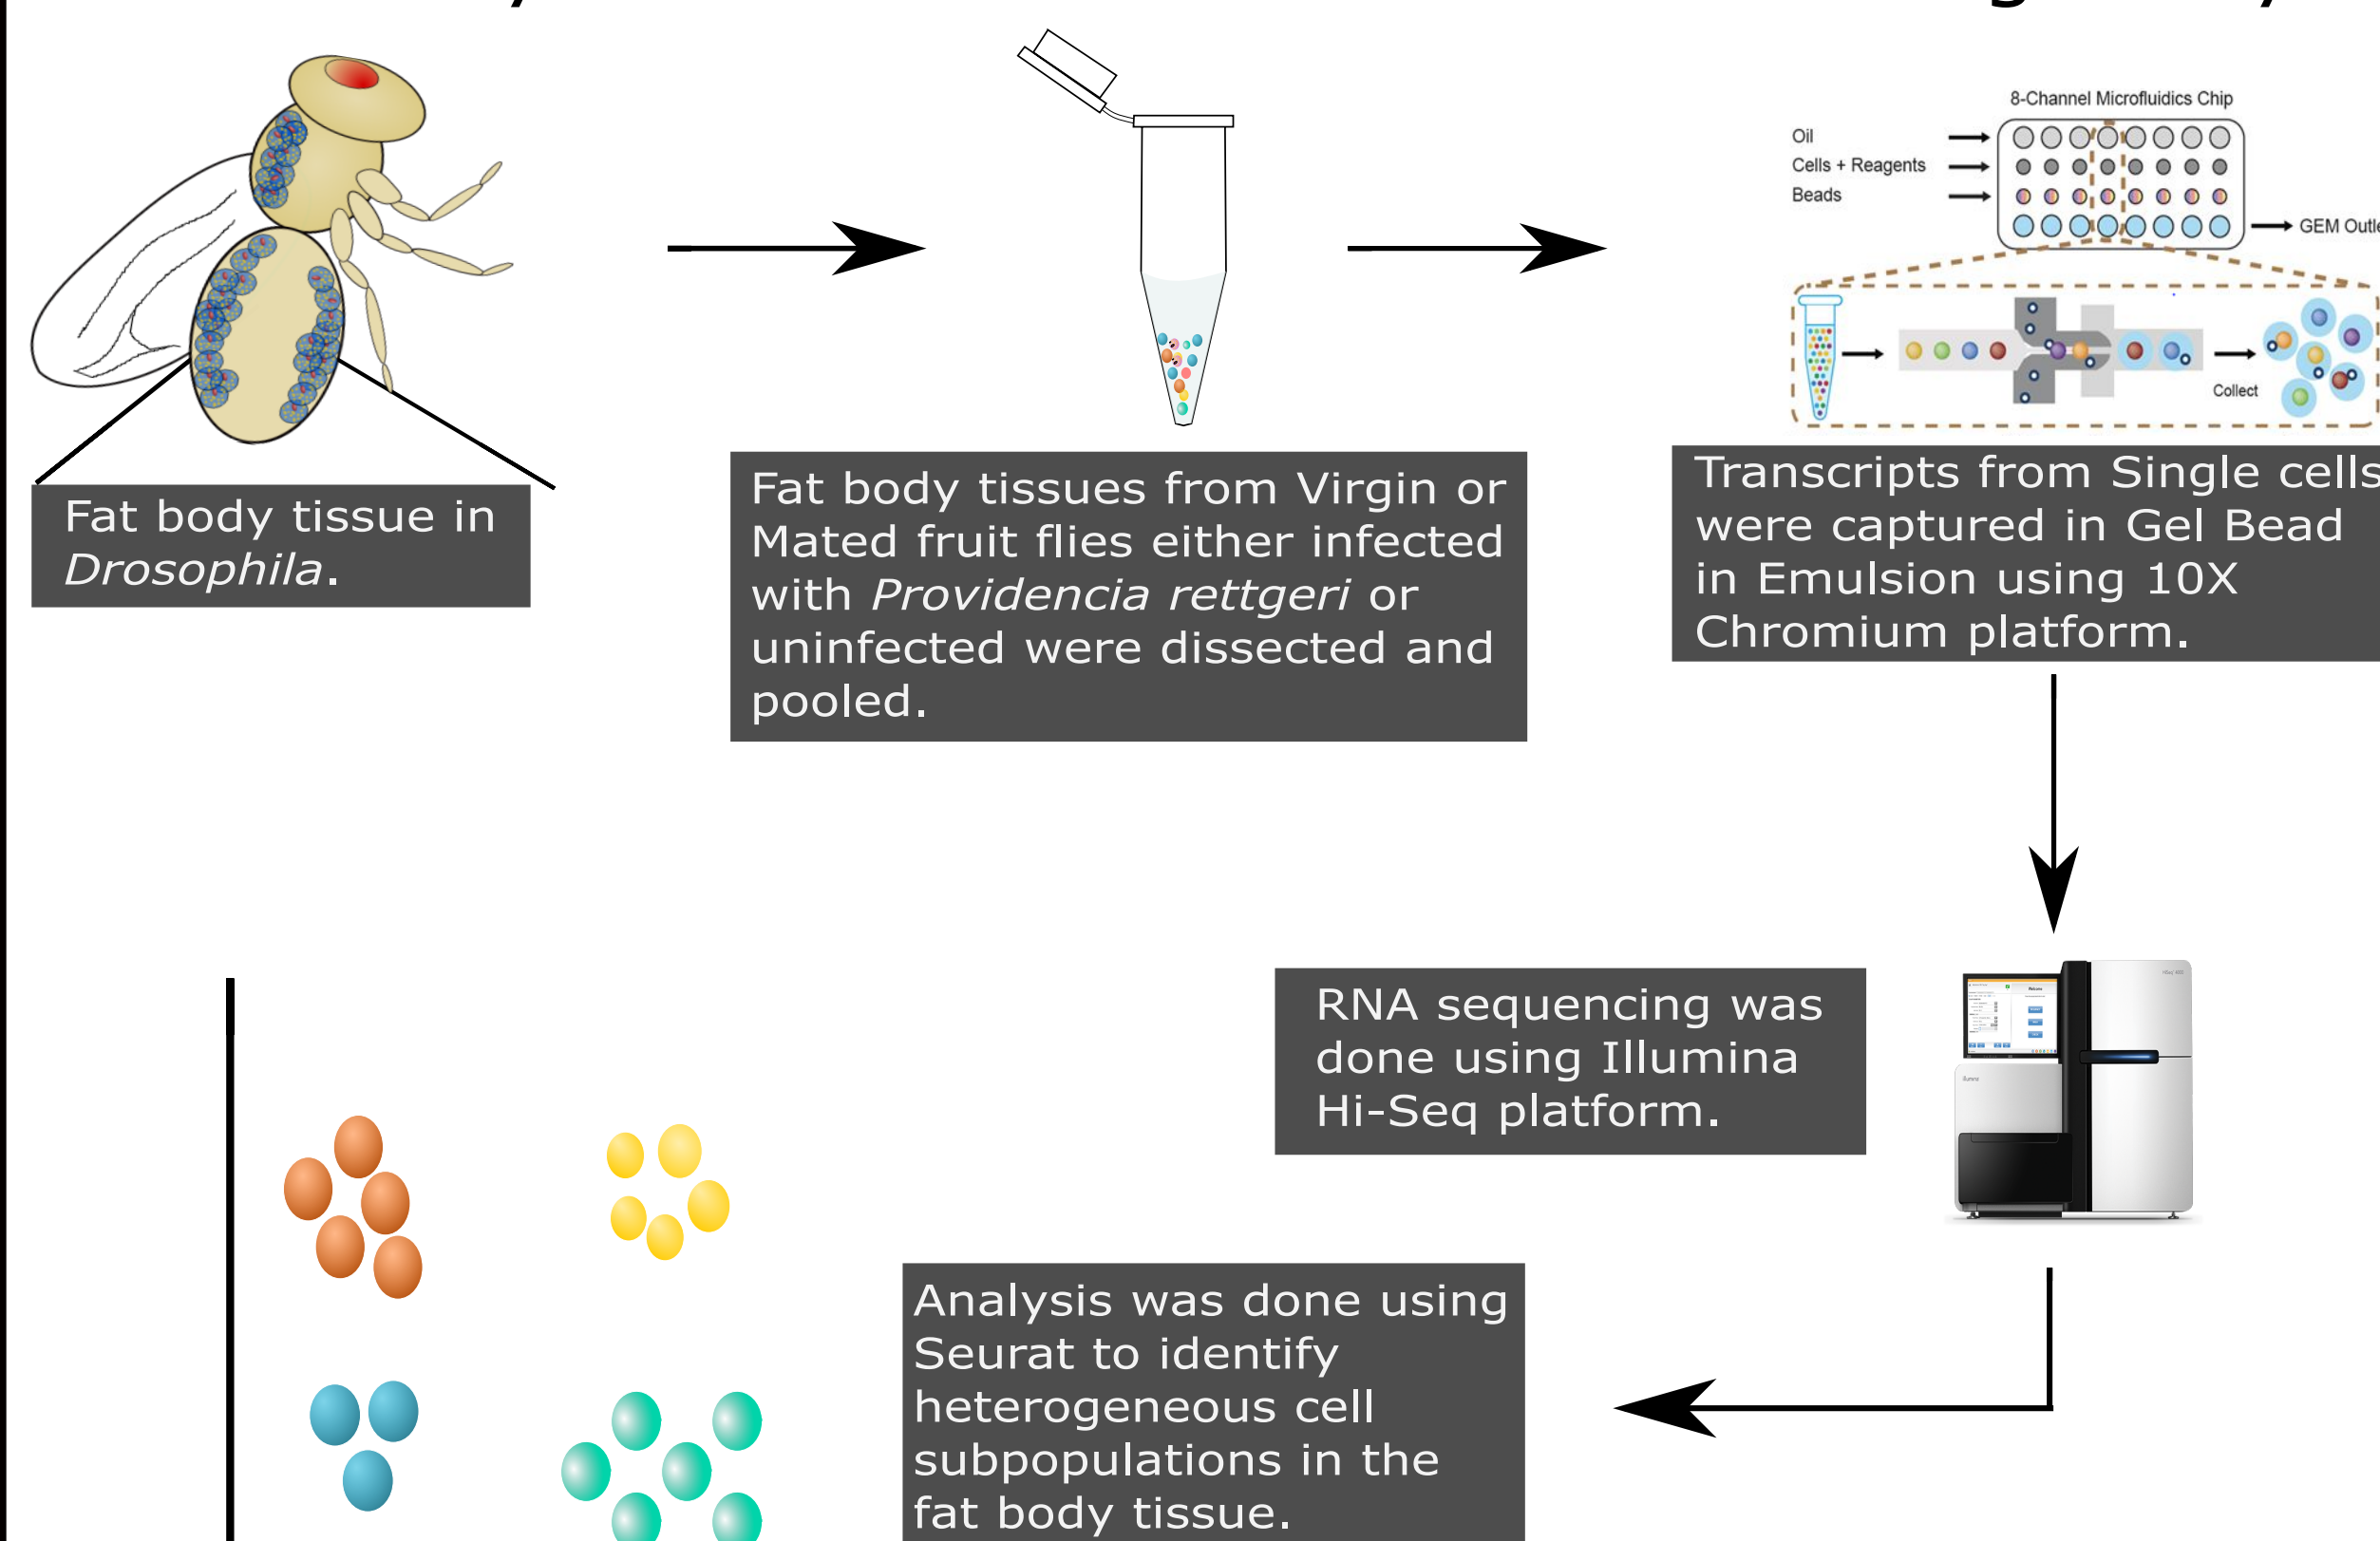 8-Channel Microfluidics Chip
Oil
Cells + Reagents
Beads
GEM Outle
Collect
Fat body tissue in
Drosophila.
Fat body tissues from Virgin or
Mated fruit flies either infected
with Providencia rettgeri or
uninfected were dissected and
pooled.
Transcripts from Single cells
were captured in Gel Bead
in Emulsion using 10X
Chromium platform.
RNA sequencing was
done using Illumina
Hi-Seq platform.
Analysis was done using
Seurat to identify
heterogeneous cell
subpopulations in the
fat body tissue.